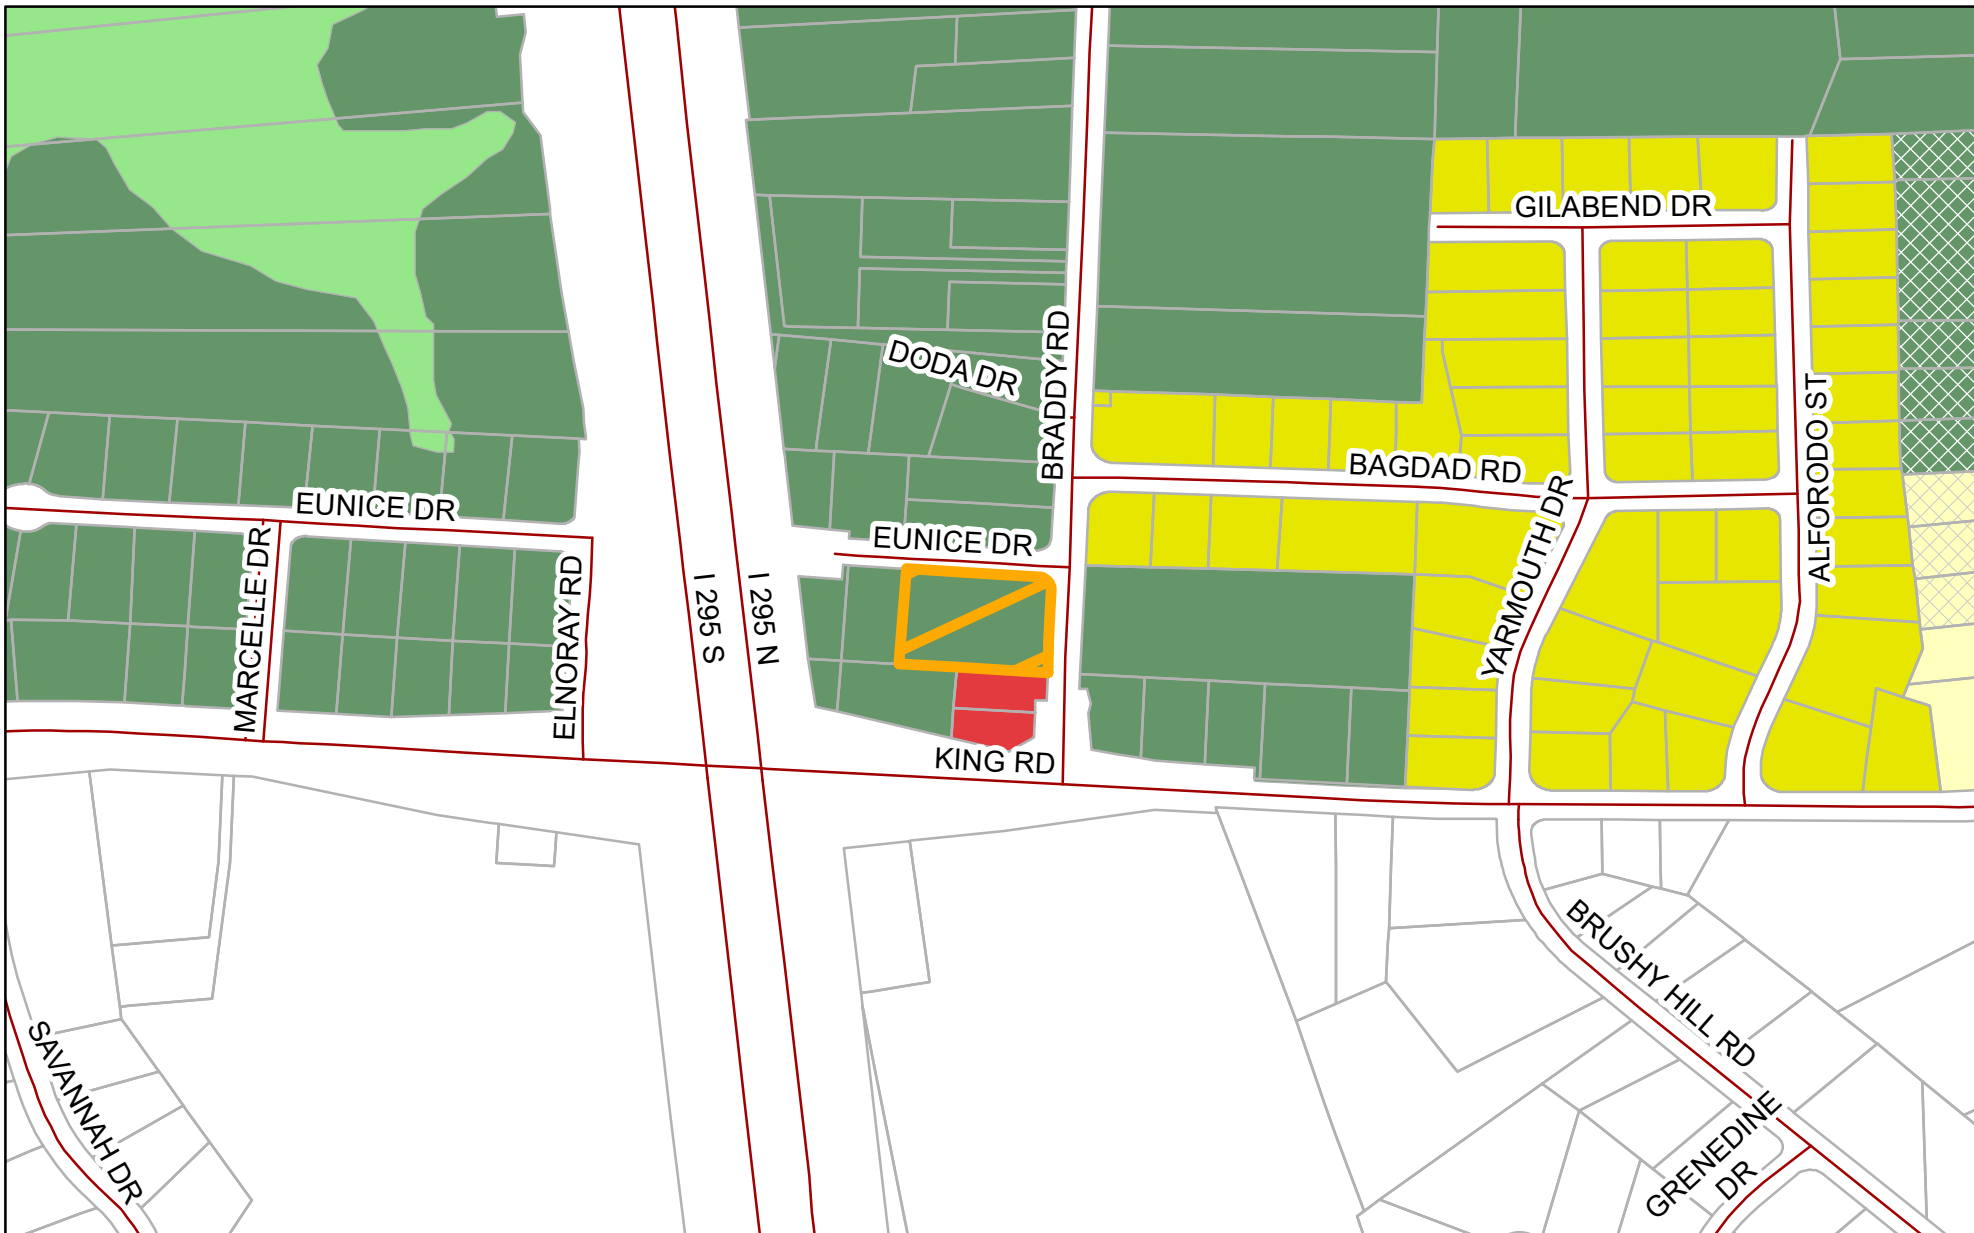 GILABEND DR
DODA DR
BRADDY RD
ALFORODO ST
BAGDAD RD
YARMOUTH DR
EUNICE DR
EUNICE DR
MARCELLE DR
ELNORAY RD
I 295 S
I 295 N
KING RD
BRUSHY HILL RD
SAVANNAH DR
GRENEDINE
DR